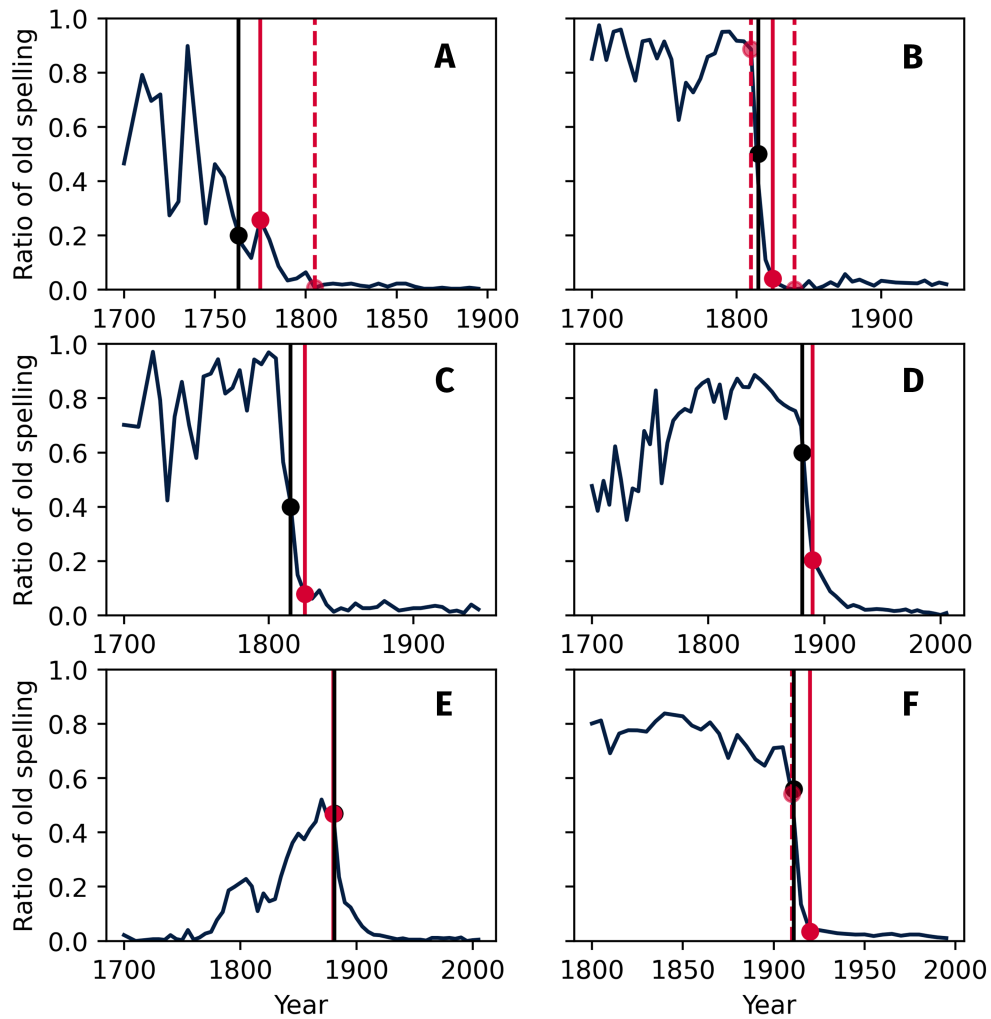 A
B
Ratio of old spelling
1.0
0.8
0.6
0.4
0.2
0.0
1700 1750 1800 1850 1900
1700 1800 1900
C
D
Ratio of old spelling
1.0
0.8
0.6
0.4
0.2
0.0
1700 1800 1900
1700 1800 1900 2000
E
F
Ratio of old spelling
1.0
0.8
0.6
0.4
0.2
0.0
1700 1800 1900 2000
1800 1850 1900 1950 2000
Year
Year